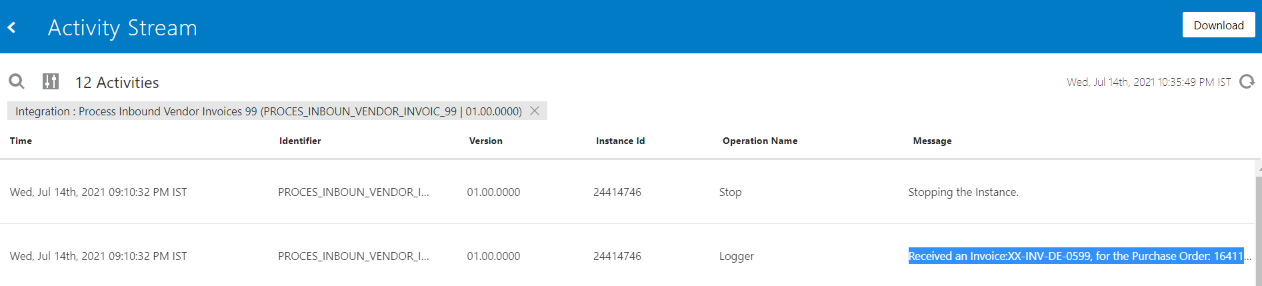 Activity Stream
Download
12 Activities
Wed, Jul 14th, 2021 10:35:49 PM IST
Integration : Process Inbound Vendor Invoices 99 (PROCES_INBOUN_VENDOR_INVOIC_99 | 01.00.0000)
Time Identifier Version Instance Id Operation Name Message
Wed, Jul 14th, 2021 09:10:32 PM IST PROCES_INBOUN_VENDOR_I... 01.00.0000 24414746 Stop Stopping the Instance.
Wed, Jul 14th, 2021 09:10:32 PM IST PROCES_INBOUN_VENDOR_I... 01.00.0000 24414746 Logger Received an Invoice:XX-INV-DE-0599, for the Purchase Order: 16411...